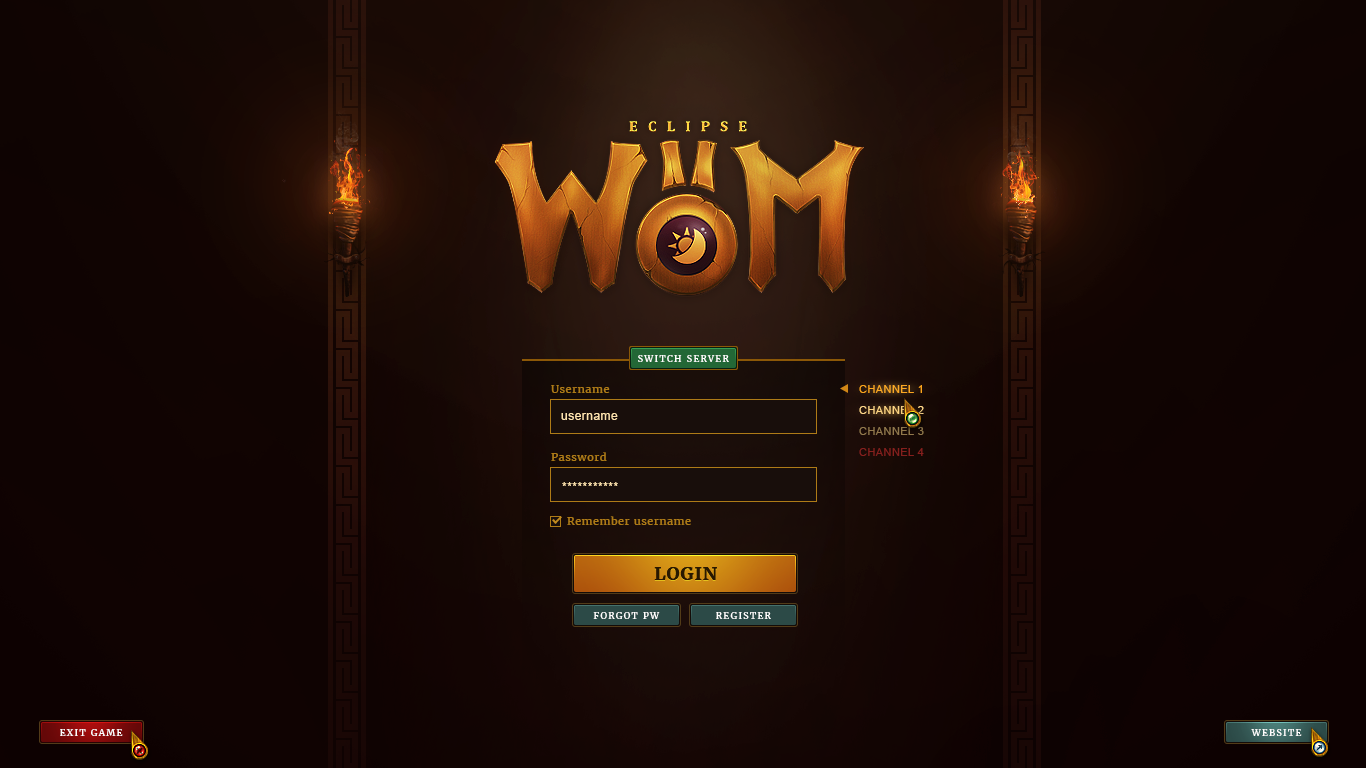 ECLIPSE
WOM
SWITCH SERVER
Username
username
Password
***********
Remember username
LOGIN
FORGOT PW
REGISTER
CHANNEL 1
CHANNEL 2
CHANNEL 3
CHANNEL 4
EXIT GAME
WEBSITE